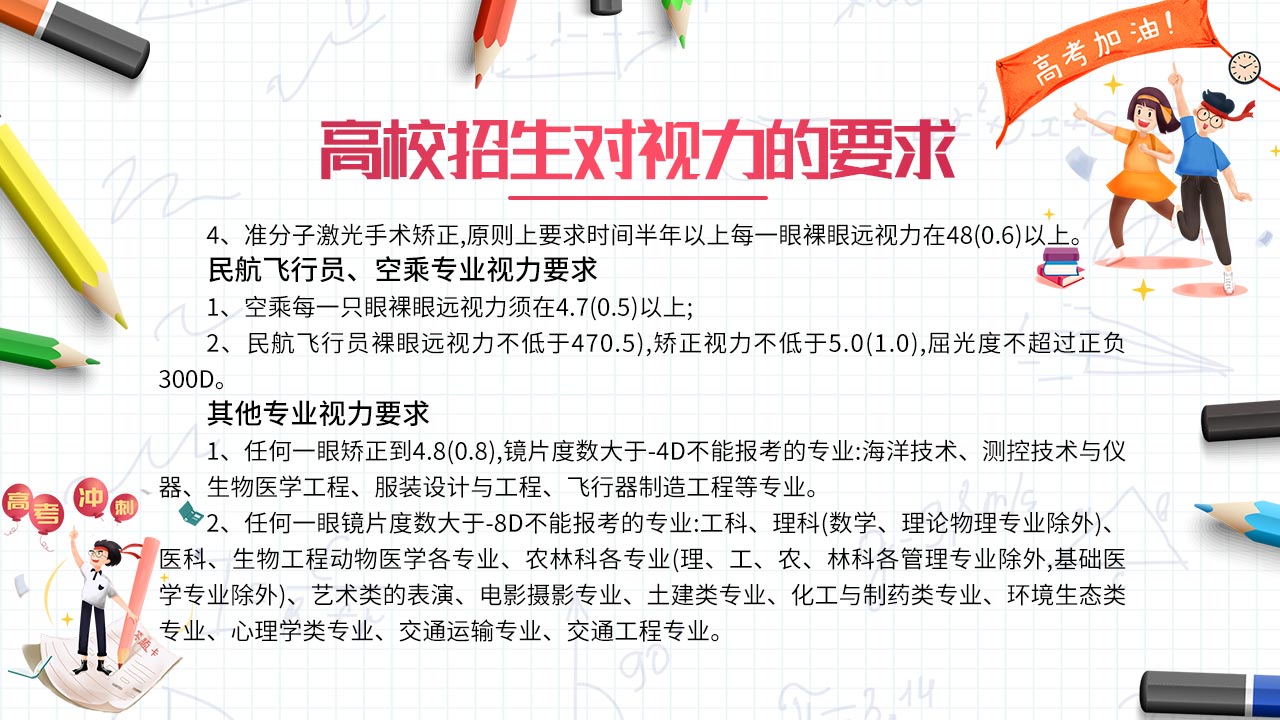 高考加油!
高校招生对视力的要求
4、准分子激光手术矫正,原则上要求时间半年以上每一眼裸眼远视力在48(0.6)以上。
民航飞行员、空乘专业视力要求
1、空乘每一只眼裸眼远视力须在4.7(0.5)以上;
2、民航飞行员裸眼远视力不低于470.5),矫正视力不低于5.0(1.0),屈光度不超过正负
300D。
其他专业视力要求
1、任何一眼矫正到4.8(0.8),镜片度数大于-4D不能报考的专业:海洋技术、测控技术与仪
器、生物医学工程、服装设计与工程、飞行器制造工程等专业。
2、任何一眼镜片度数大于-8D不能报考的专业:工科、理科(数学、理论物理专业除外)、
医科、生物工程动物医学各专业、农林科各专业(理、工、农、林科各管理专业除外,基础医
学专业除外)、艺术类的表演、电影摄影专业、土建类专业、化工与制药类专业、环境生态类
专业、心理学类专业、交通运输专业、交通工程专业。
高考冲刺
答题卡
90
π=3.14